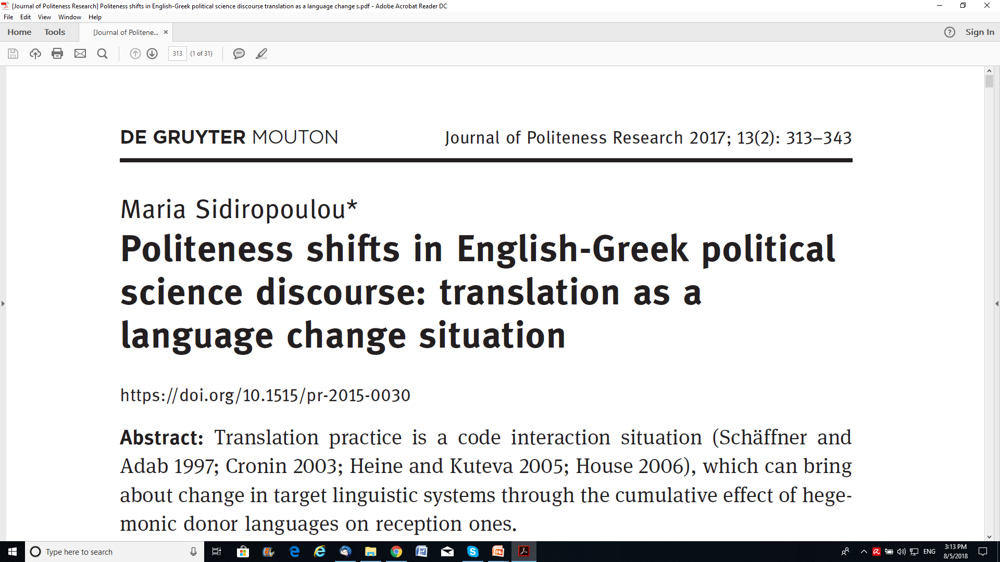 [Journal of Politeness Research] Politeness shifts in English-Greek political science discourse translation as a language change s.pdf - Adobe Acrobat Reader DC
File Edit View Window Help
Home Tools [Journal of Politene... × ? Sign In
313 (1 of 31)
DE GRUYTER MOUTON Journal of Politeness Research 2017; 13(2): 313–343
Maria Sidiropoulou*
Politeness shifts in English-Greek political
science discourse: translation as a
language change situation
https://doi.org/10.1515/pr-2015-0030
Abstract: Translation practice is a code interaction situation (Schäffner and
Adab 1997; Cronin 2003; Heine and Kuteva 2005; House 2006), which can bring
about change in target linguistic systems through the cumulative effect of hege-
monic donor languages on reception ones.
Type here to search ENG 3:13 PM
8/5/2018